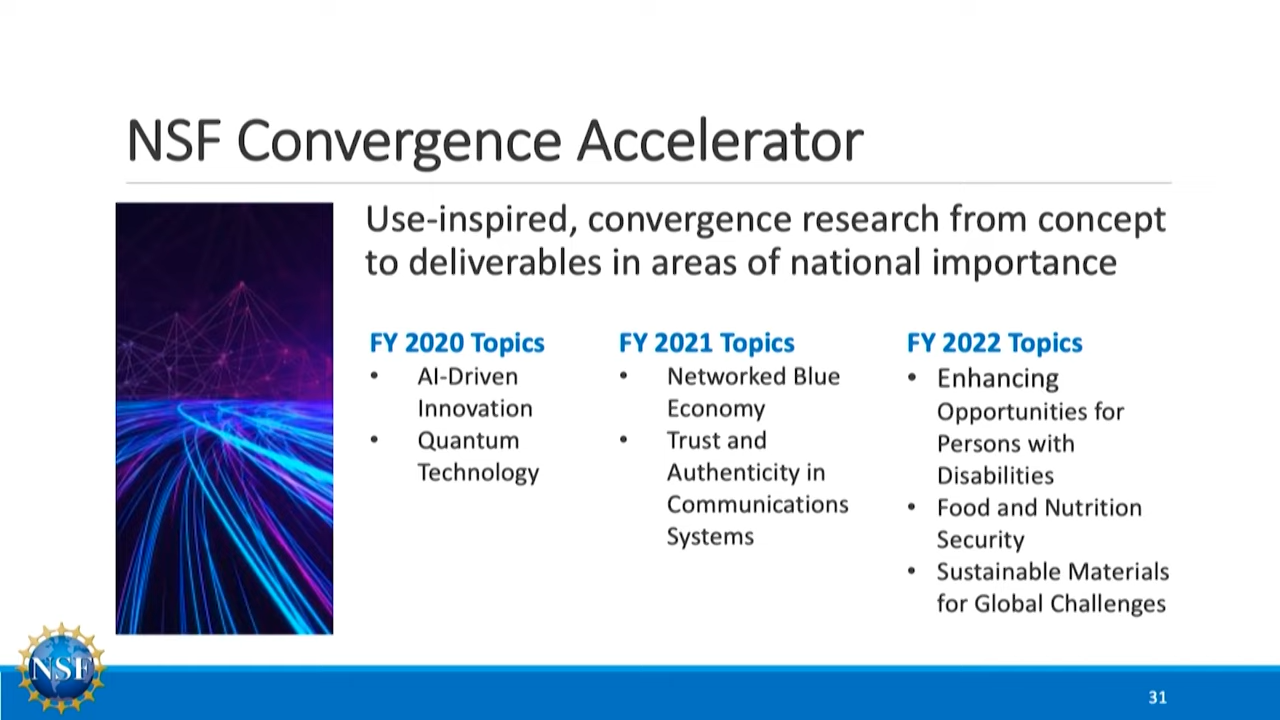 NSF Convergence Accelerator
Use-inspired, convergence research from concept
to deliverables in areas of national importance
FY 2020 Topics
• AI-Driven
Innovation
• Quantum
Technology
FY 2021 Topics
• Networked Blue
Economy
• Trust and
Authenticity in
Communications
Systems
FY 2022 Topics
• Enhancing
Opportunities for
Persons with
Disabilities
• Food and Nutrition
Security
• Sustainable Materials
for Global Challenges
NSF
31